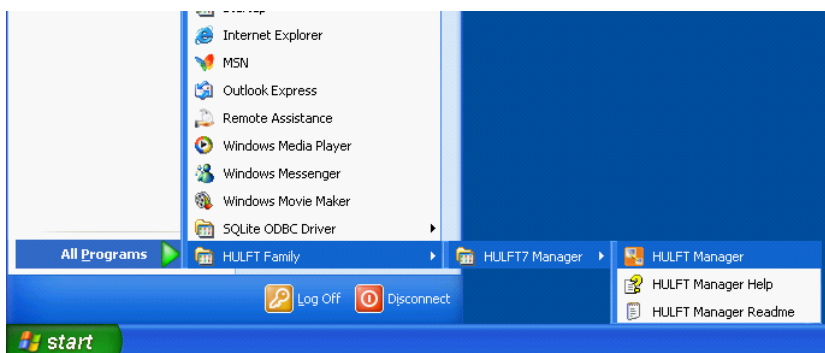 Startup
Internet Explorer
MSN
Outlook Express
Remote Assistance
Windows Media Player
Windows Messenger
Windows Movie Maker
SQLite ODBC Driver
All Programs
HULFT Family
HULFT7 Manager
HULFT Manager
HULFT Manager Help
HULFT Manager Readme
Log Off
Disconnect
start